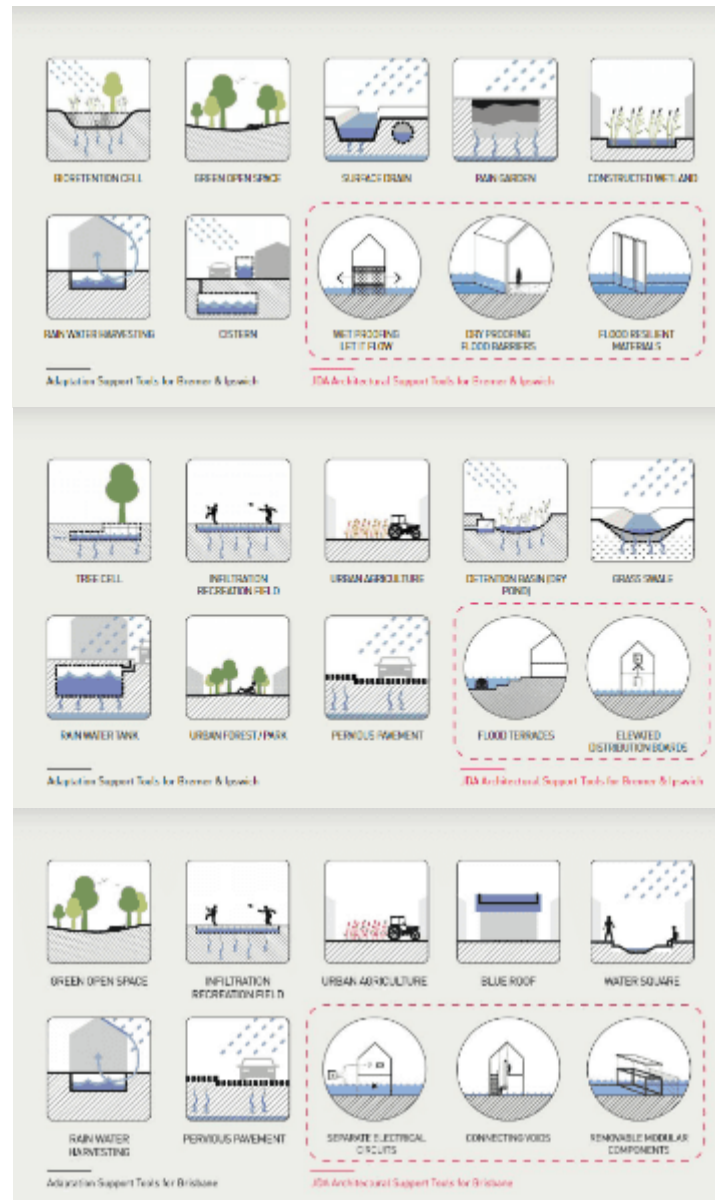 BIORETENTION CELL
GREEN OPEN SPACE
SURFACE DRAIN
RAIN GARDEN
CONSTRUCTED WETLAND
RAIN WATER HARVESTING
CISTERN
WET PROOFING
LET IT FLOW
DRY PROOFING
FLOOD BARRIERS
FLOOD RESILIENT
MATERIALS
Adaptation Support Tools for Bremer & Ipswich
JDA Architectural Support Tools for Bremer & Ipswich
TREE CELL
INFILTRATION
RECREATION FIELD
URBAN AGRICULTURE
DETENTION BASIN (DRY
POND)
GRASS SWALE
RAIN WATER TANK
URBAN FOREST/PARK
PERVIOUS PAVEMENT
FLOOD TERRACES
ELEVATED
DISTRIBUTION BOARDS
Adaptation Support Tools for Bremer & Ipswich
JDA Architectural Support Tools for Bremer & Ipswich
GREEN OPEN SPACE
INFILTRATION
RECREATION FIELD
URBAN AGRICULTURE
BLUE ROOF
WATER SQUARE
RAIN WATER
HARVESTING
PERVIOUS PAVEMENT
SEPARATE ELECTRICAL
CIRCUITS
CONNECTING VOIDS
REMOVABLE MODULAR
COMPONENTS
Adaptation Support Tools for Brisbane
JDA Architectural Support Tools for Brisbane